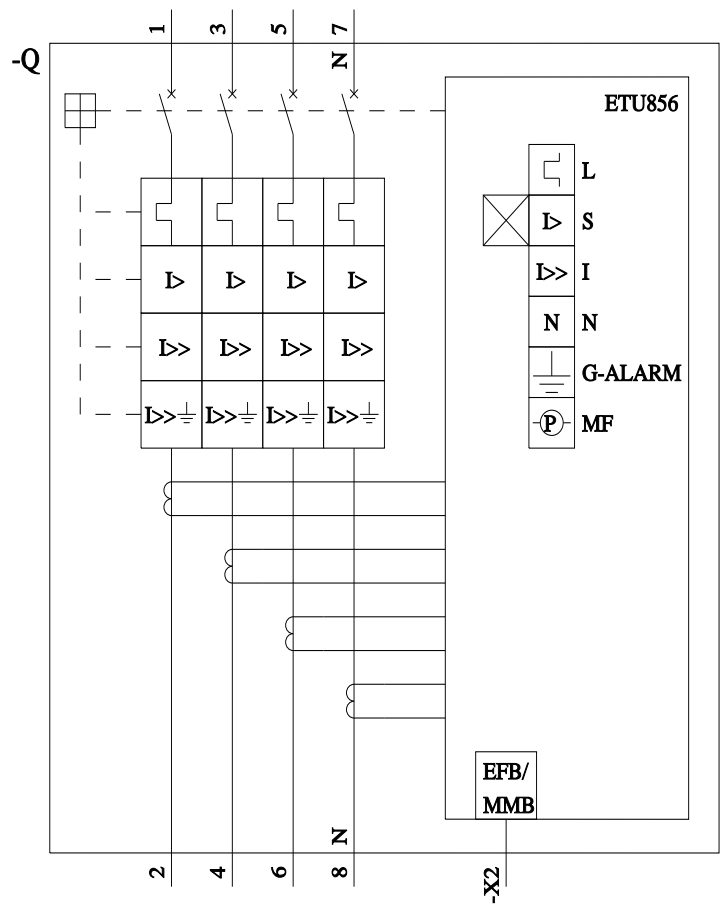 1 3 5 7
-Q N
ETU856
L
I> S
I>> I
N N
G-ALARM
P MF
I> I> I> I>
I>> I>> I>> I>>
I>> I>> I>> I>>
EFB/
MMB
N
2 4 6 8 -X2